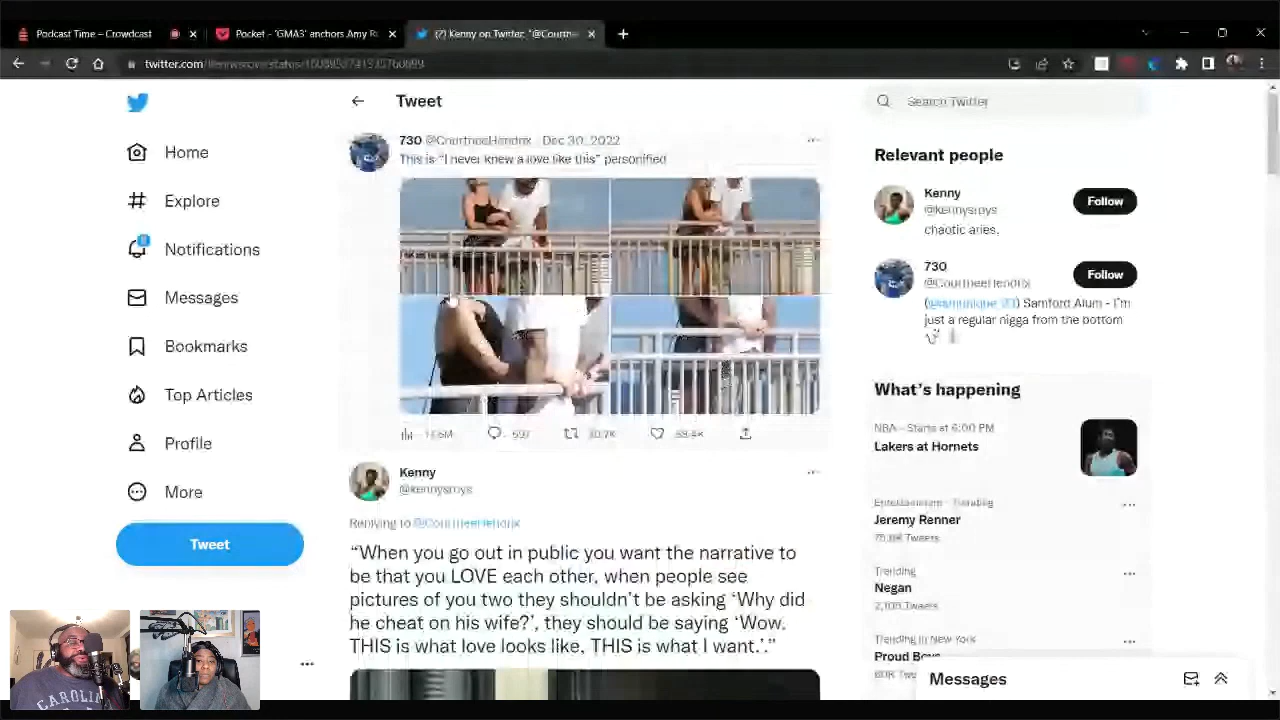 Podcast Time – Crowdcast
Pocket - 'GMA3' anchors Amy Ro
(7) Kenny on Twitter: "@Courtne
twitter.com/
Tweet
Search Twitter
730 @CourtneeHendrix · Dec 30, 2022
This is "I never knew a love like this" personified
597
Kenny
@kennysroys
Replying to @CourtneeHendrix
"When you go out in public you want the narrative to
be that you LOVE each other, when people see
pictures of you two they shouldn't be asking 'Why did
he cheat on his wife?', they should be saying 'Wow.
THIS is what love looks like, THIS is what I want.'."
Home
Explore
Notifications
Messages
Bookmarks
Top Articles
Profile
More
Tweet
Relevant people
Kenny
@kennysroys
chaotic aries.
Follow
730
@CourtneeHendrix
Follow
Samford Alum - I'm
just a regular nigga from the bottom
What's happening
NBA · Starts at 6:00 PM
Lakers at Hornets
Entertainment · Trending
Jeremy Renner
Tweets
Trending
Negan
Tweets
Trending in New York
Proud Boys
Messages
CAROLINA